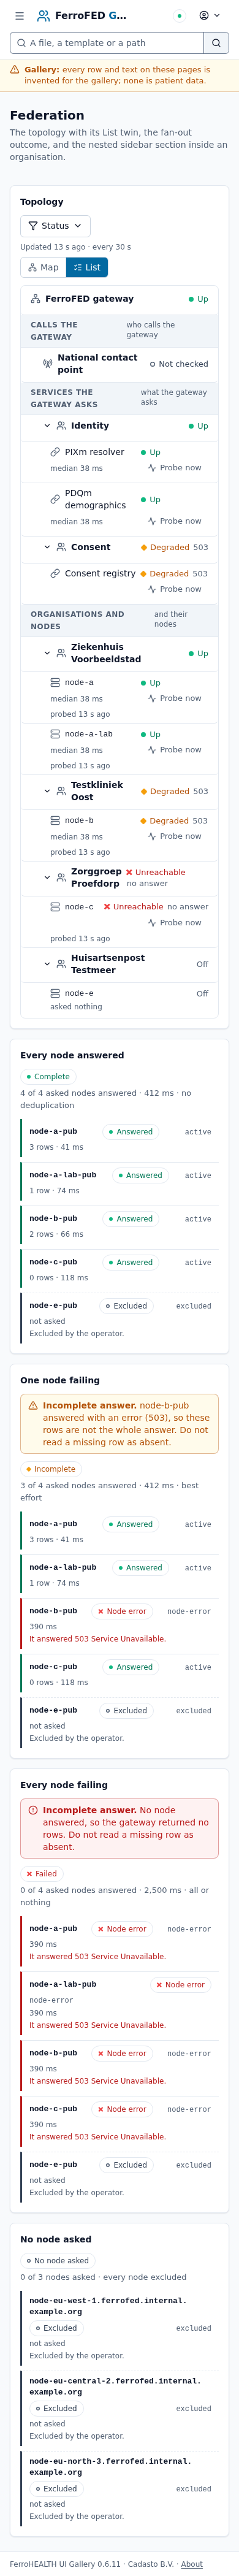 FerroFED G...
A file, a template or a path
Gallery: every row and text on these pages is
invented for the gallery; none is patient data.
Federation
The topology with its List twin, the fan-out
outcome, and the nested sidebar section inside an
organisation.
Topology
Status
Updated 13 s ago · every 30 s
Map List
FerroFED gateway Up
CALLS THE GATEWAY who calls the gateway
National contact point Not checked
SERVICES THE GATEWAY ASKS what the gateway asks
Identity Up
PIXm resolver Up
median 38 ms Probe now
PDQm demographics Up
median 38 ms Probe now
Consent Degraded 503
Consent registry Degraded 503
Probe now
ORGANISATIONS AND NODES and their nodes
Ziekenhuis Voorbeeldstad Up
node-a Up
median 38 ms Probe now
probed 13 s ago
node-a-lab Up
median 38 ms Probe now
probed 13 s ago
Testkliniek Oost Degraded 503
node-b Degraded 503
median 38 ms Probe now
probed 13 s ago
Zorggroep Proefdorp Unreachable no answer
node-c Unreachable no answer
Probe now
probed 13 s ago
Huisartsenpost Testmeer Off
node-e Off
asked nothing
Every node answered
Complete
4 of 4 asked nodes answered · 412 ms · no
deduplication
node-a-pub Answered active
3 rows · 41 ms
node-a-lab-pub Answered active
1 row · 74 ms
node-b-pub Answered active
2 rows · 66 ms
node-c-pub Answered active
0 rows · 118 ms
node-e-pub Excluded excluded
not asked
Excluded by the operator.
One node failing
Incomplete answer. node-b-pub
answered with an error (503), so these
rows are not the whole answer. Do not
read a missing row as absent.
Incomplete
3 of 4 asked nodes answered · 412 ms · best
effort
node-a-pub Answered active
3 rows · 41 ms
node-a-lab-pub Answered active
1 row · 74 ms
node-b-pub Node error node-error
390 ms
It answered 503 Service Unavailable.
node-c-pub Answered active
0 rows · 118 ms
node-e-pub Excluded excluded
not asked
Excluded by the operator.
Every node failing
Incomplete answer. No node
answered, so the gateway returned no
rows. Do not read a missing row as
absent.
Failed
0 of 4 asked nodes answered · 2,500 ms · all or
nothing
node-a-pub Node error node-error
390 ms
It answered 503 Service Unavailable.
node-a-lab-pub Node error
node-error
390 ms
It answered 503 Service Unavailable.
node-b-pub Node error node-error
390 ms
It answered 503 Service Unavailable.
node-c-pub Node error node-error
390 ms
It answered 503 Service Unavailable.
node-e-pub Excluded excluded
not asked
Excluded by the operator.
No node asked
No node asked
0 of 3 nodes asked · every node excluded
node-eu-west-1.ferrofed.internal.
example.org
Excluded excluded
not asked
Excluded by the operator.
node-eu-central-2.ferrofed.internal.
example.org
Excluded excluded
not asked
Excluded by the operator.
node-eu-north-3.ferrofed.internal.
example.org
Excluded excluded
not asked
Excluded by the operator.
FerroHEALTH UI Gallery 0.6.11 · Cadasto B.V. · About